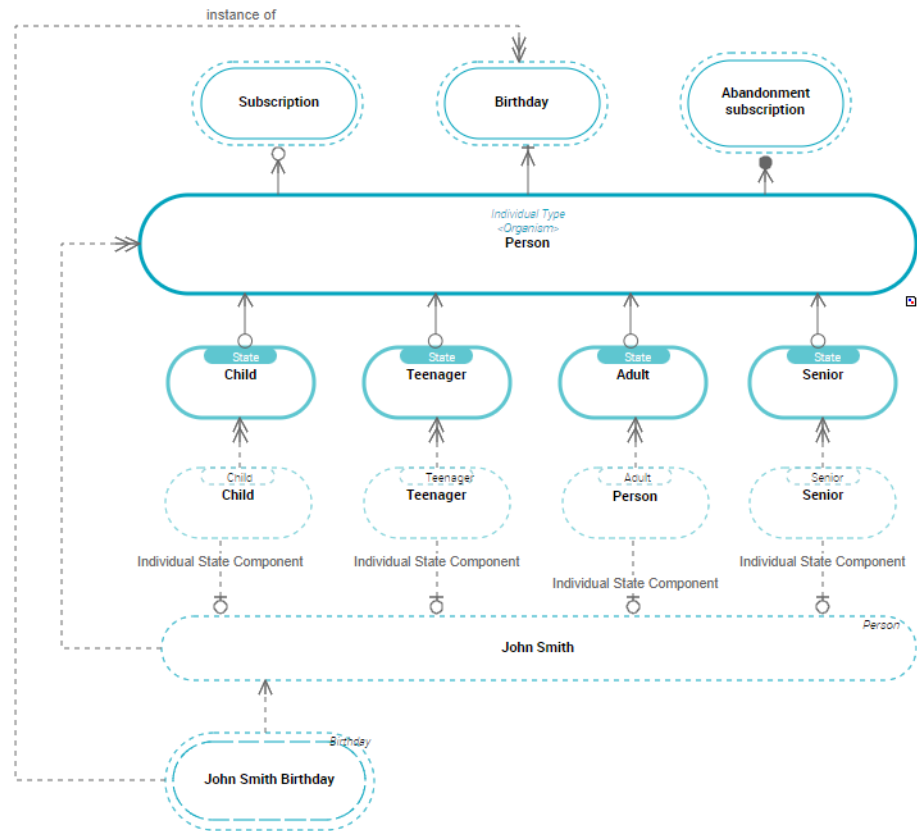 instance of
Subscription
Birthday
Abandonment
subscription
Individual Type
<Organism>
Person
State
Child
State
Teenager
State
Adult
State
Senior
Child
Child
Teenager
Teenager
Adult
Person
Senior
Senior
Individual State Component
Individual State Component
Individual State Component
Individual State Component
Person
John Smith
Birthday
John Smith Birthday